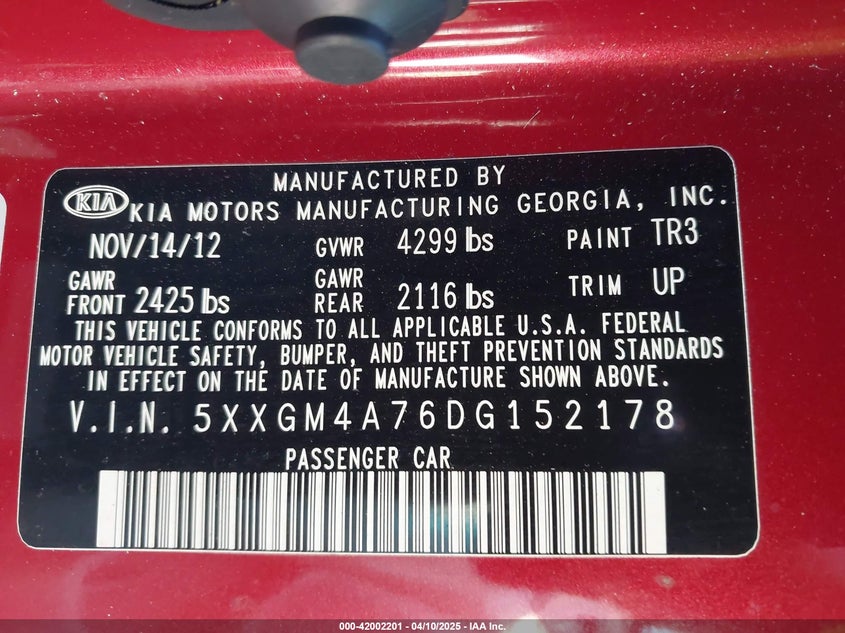 MANUFACTURED BY
KIA KIA MOTORS MANUFACTURING GEORGIA, INC.
NOV/14/12 GVWR 4299 lbs PAINT TR3
GAWR FRONT 2425 lbs GAWR REAR 2116 lbs TRIM UP
THIS VEHICLE CONFORMS TO ALL APPLICABLE U.S.A. FEDERAL
MOTOR VEHICLE SAFETY, BUMPER, AND THEFT PREVENTION STANDARDS
IN EFFECT ON THE DATE OF MANUFACTURE SHOWN ABOVE.
V.I.N. 5XXGM4A76DG152178
PASSENGER CAR
000-42002201 - 04/10/2025 - IAA Inc.